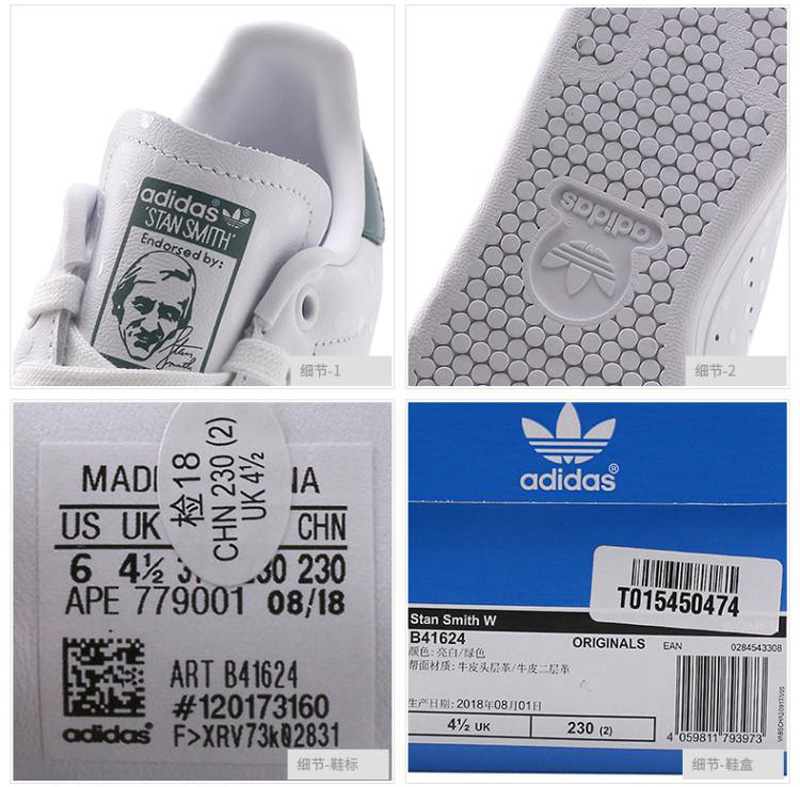 adidas
STAN SMITH
Endorsed by:
Stan
Smith
细节-1
adidas
细节-2
检18
CHN 230 (2)
UK 4½
US UK CHN
6 4½ 230
APE 779001 08/18
ART B41624
#120173160
adidas F>XRV73k02831
细节-鞋标
adidas®
T015450474
Stan Smith W
B41624 ORIGINALS EAN 0284543308
颜色: 亮白/绿色
帮面材质: 牛皮头层革/牛皮二层革
生产日期: 2018年08月01日
4½ UK 230 (2)
4 059811 793973
细节-鞋盒